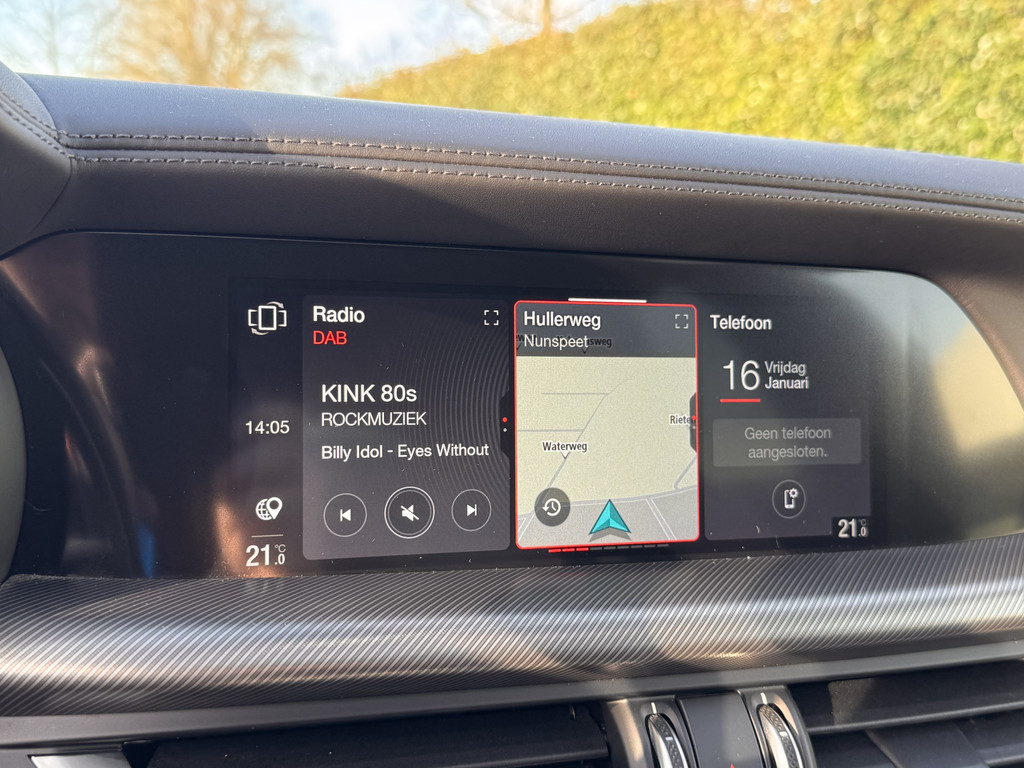 Radio
DAB
KINK 80s
ROCKMUZIEK
Billy Idol - Eyes Without
14:05
21.0 °C
Hullerweg
Nunspeet
Waterweg
Riete
Telefoon
16 Vrijdag
Januari
Geen telefoon
aangesloten.
21.0 °C